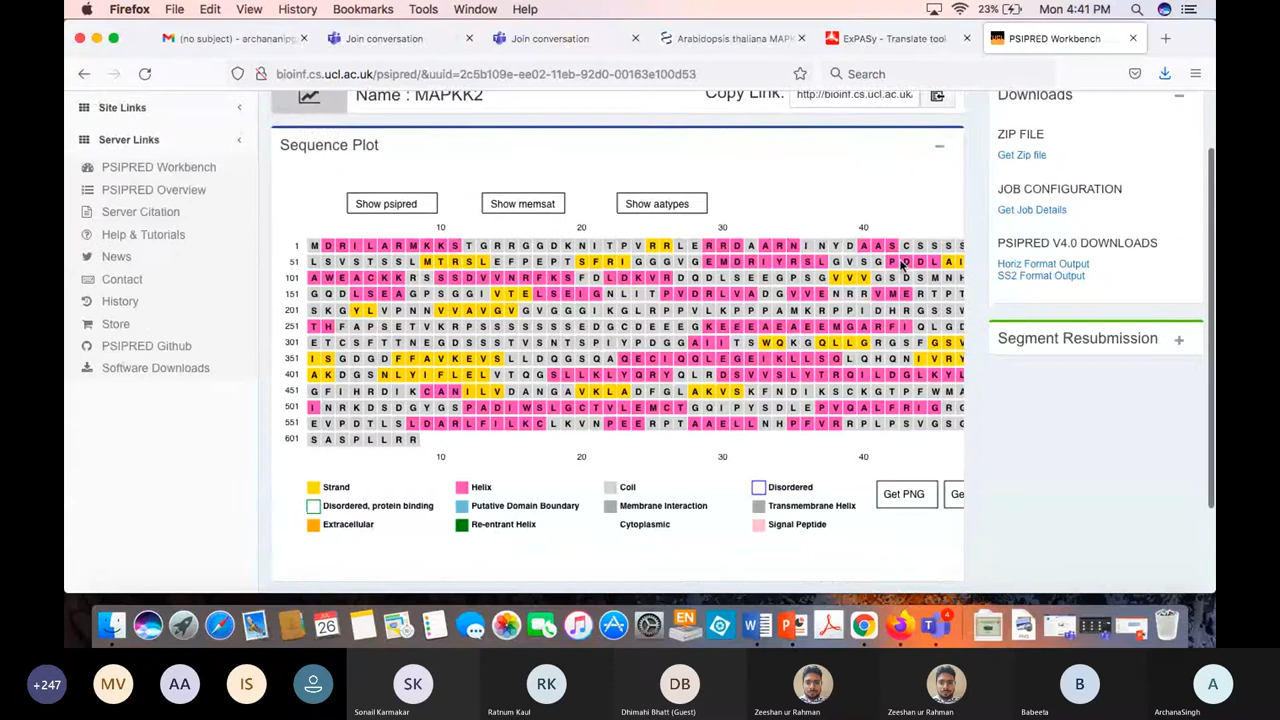 Firefox File Edit View History Bookmarks Tools Window Help 23% Mon 4:41 PM
(no subject) - archananipg Join conversation Join conversation Arabidopsis thaliana MAPK ExPASy - Translate tool PSIPRED Workbench
bioinf.cs.ucl.ac.uk/psipred/&uuid=2c5b109e-ee02-11eb-92d0-00163e100d53 Search
Site Links
Server Links
PSIPRED Workbench
PSIPRED Overview
Server Citation
Help & Tutorials
News
Contact
History
Store
PSIPRED Github
Software Downloads
Name : MAPKK2 Copy Link: http://bioinf.cs.ucl.ac.uk/
Sequence Plot
Show psipred Show memsat Show aatypes
10 20 30 40
1 M D R I L A R M K K S T G R R G G D K N I T P V R R L E R R D A A R N I N Y D A A S C S S S S
51 L S V S T S S L M T R S L E F P E P T S F R I G G G V G E M D R I Y R S L G V S G P D D L A I
101 A W E A C K K R S S D V V N R F K S F D L D K V R D Q D L S E E G P S G V V V G S D S M N H
151 G Q D L S E A G P S G G I V T E L S E I G N L I T P V D R L V A D G V V E N R R V M E R T P T
201 L S G Y L V P N N V V A V G V G V G G G I K G L R P P V L K P P P A M K R P P I D H R G S S V
251 T H F A P S E T V K R P S S S S S S S E D G C D E E E G K E E E A E A E E M G A R F I Q L G D
301 E T C S F T T N E G D S S S T V S N T S P I Y P D G G A I I T S W Q K G Q L L G R G S F G S V
351 I S G D G D F F A V K E V S L L D Q G S Q A Q E C I Q Q L E G E I K L L S Q L Q H Q N I V R Y
401 A K D G S N L Y I F L E L V T Q G S L L K L Y Q R Y Q L R D S V V S L Y T R Q I L D G L K Y L
451 G F I H R D I K C A N I L V D A N G A V K L A D F G L A K V S K F N D I K S C K G T P F W M A
501 I N R K D S D G Y G S P A D I W S L G C T V L E M C T G Q I P Y S D L E P V Q A L F R I G R G
551 E V P D T L S L D A R L F I L K C L K V N P E E R P T A A E L L N H P F V R R P L P S V G S G
601 S A S P L L R R
10 20 30 40
Strand Helix Coil Disordered
Disordered, protein binding Putative Domain Boundary Membrane Interaction Transmembrane Helix
Extracellular Re-entrant Helix Cytoplasmic Signal Peptide
Get PNG Ge
Downloads
ZIP FILE
Get Zip file
JOB CONFIGURATION
Get Job Details
PSIPRED V4.0 DOWNLOADS
Horiz Format Output
SS2 Format Output
Segment Resubmission
JUL
26
EN
4
PNG
+247 MV AA IS SK RK DB B A
Sonail Karmakar Ratnum Kaul Dhimahi Bhatt (Guest) Zeeshan ur Rahman Zeeshan ur Rahman Babeeta ArchanaSingh